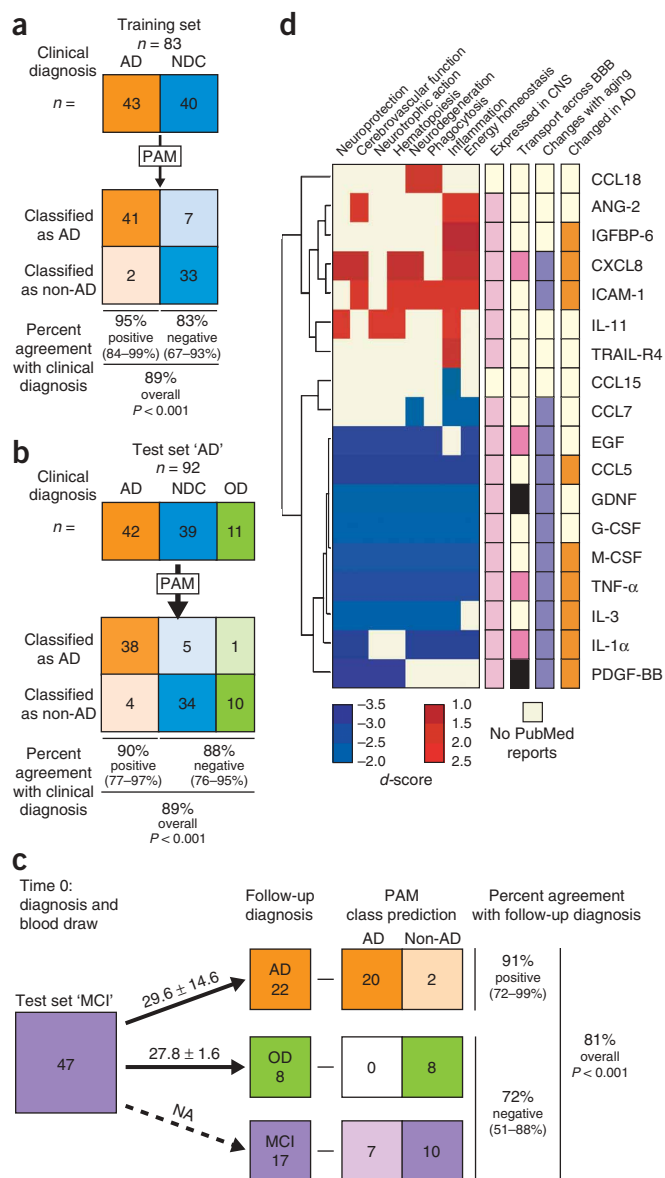 a
Training set
n = 83
Clinical diagnosis
AD NDC
n =
43 40
PAM
Classified as AD
41 7
Classified as non-AD
2 33
Percent agreement with clinical diagnosis
95% positive (84–99%)
83% negative (67–93%)
89% overall
P < 0.001
b
Test set 'AD'
n = 92
Clinical diagnosis
AD NDC OD
n =
42 39 11
PAM
Classified as AD
38 5 1
Classified as non-AD
4 34 10
Percent agreement with clinical diagnosis
90% positive (77–97%)
88% negative (76–95%)
89% overall
P < 0.001
d
Neuroprotection
Cerebrovascular function
Neurotrophic action
Hematopoiesis
Neurodegeneration
Phagocytosis
Inflammation
Energy homeostasis
Expressed in CNS
Transport across BBB
Changes with aging
Changed in AD
CCL18
ANG-2
IGFBP-6
CXCL8
ICAM-1
IL-11
TRAIL-R4
CCL15
CCL7
EGF
CCL5
GDNF
G-CSF
M-CSF
TNF-α
IL-3
IL-1α
PDGF-BB
–3.5 1.0
–3.0 1.5
–2.5 2.0
–2.0 2.5
d-score
No PubMed reports
c
Time 0: diagnosis and blood draw
Follow-up diagnosis
PAM class prediction
AD Non-AD
Percent agreement with follow-up diagnosis
Test set 'MCI'
47
29.6 ± 14.6
AD 22
20 2
91% positive (72–99%)
27.8 ± 1.6
OD 8
0 8
NA
MCI 17
7 10
72% negative (51–88%)
81% overall
P < 0.001